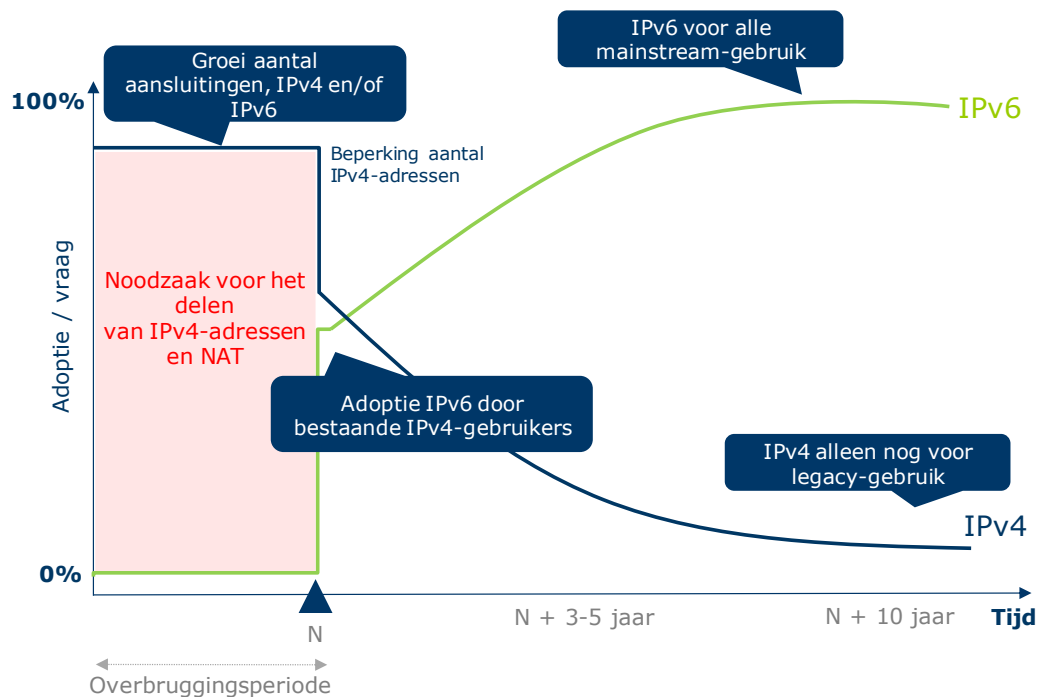 IPv6 voor alle
mainstream-gebruik
Groei aantal
aansluitingen, IPv4 en/of
IPv6
100%
IPv6
Beperking aantal
IPv4-adressen
Adoptie / vraag
Noodzaak voor het
delen
van IPv4-adressen
en NAT
Adoptie IPv6 door
bestaande IPv4-gebruikers
IPv4 alleen nog voor
legacy-gebruik
IPv4
0%
N
N + 3-5 jaar
N + 10 jaar
Tijd
Overbruggingsperiode